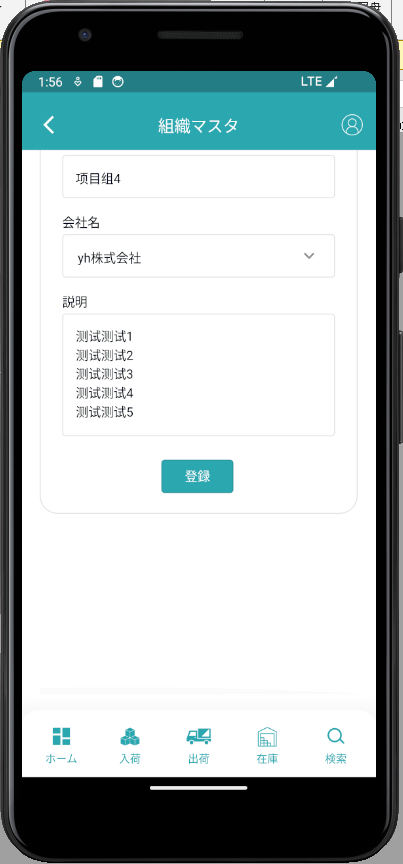 1:56
LTE
組織マスタ
项目组4
会社名
yh株式会社
説明
测试测试1
测试测试2
测试测试3
测试测试4
测试测试5
登録
ホーム
入荷
出荷
在庫
検索